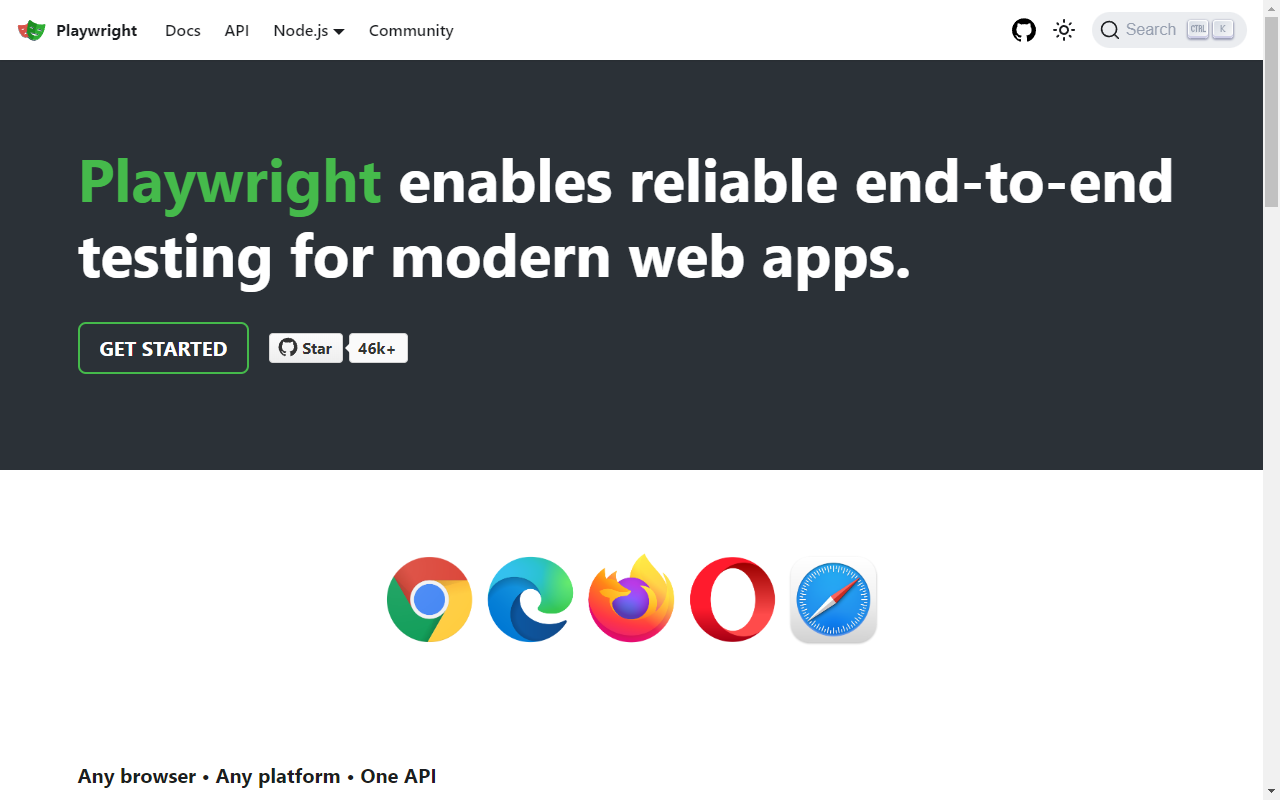 Playwright Docs API Node.js Community Search CTRL K
Playwright enables reliable end-to-end
testing for modern web apps.
GET STARTED Star 46k+
Any browser • Any platform • One API